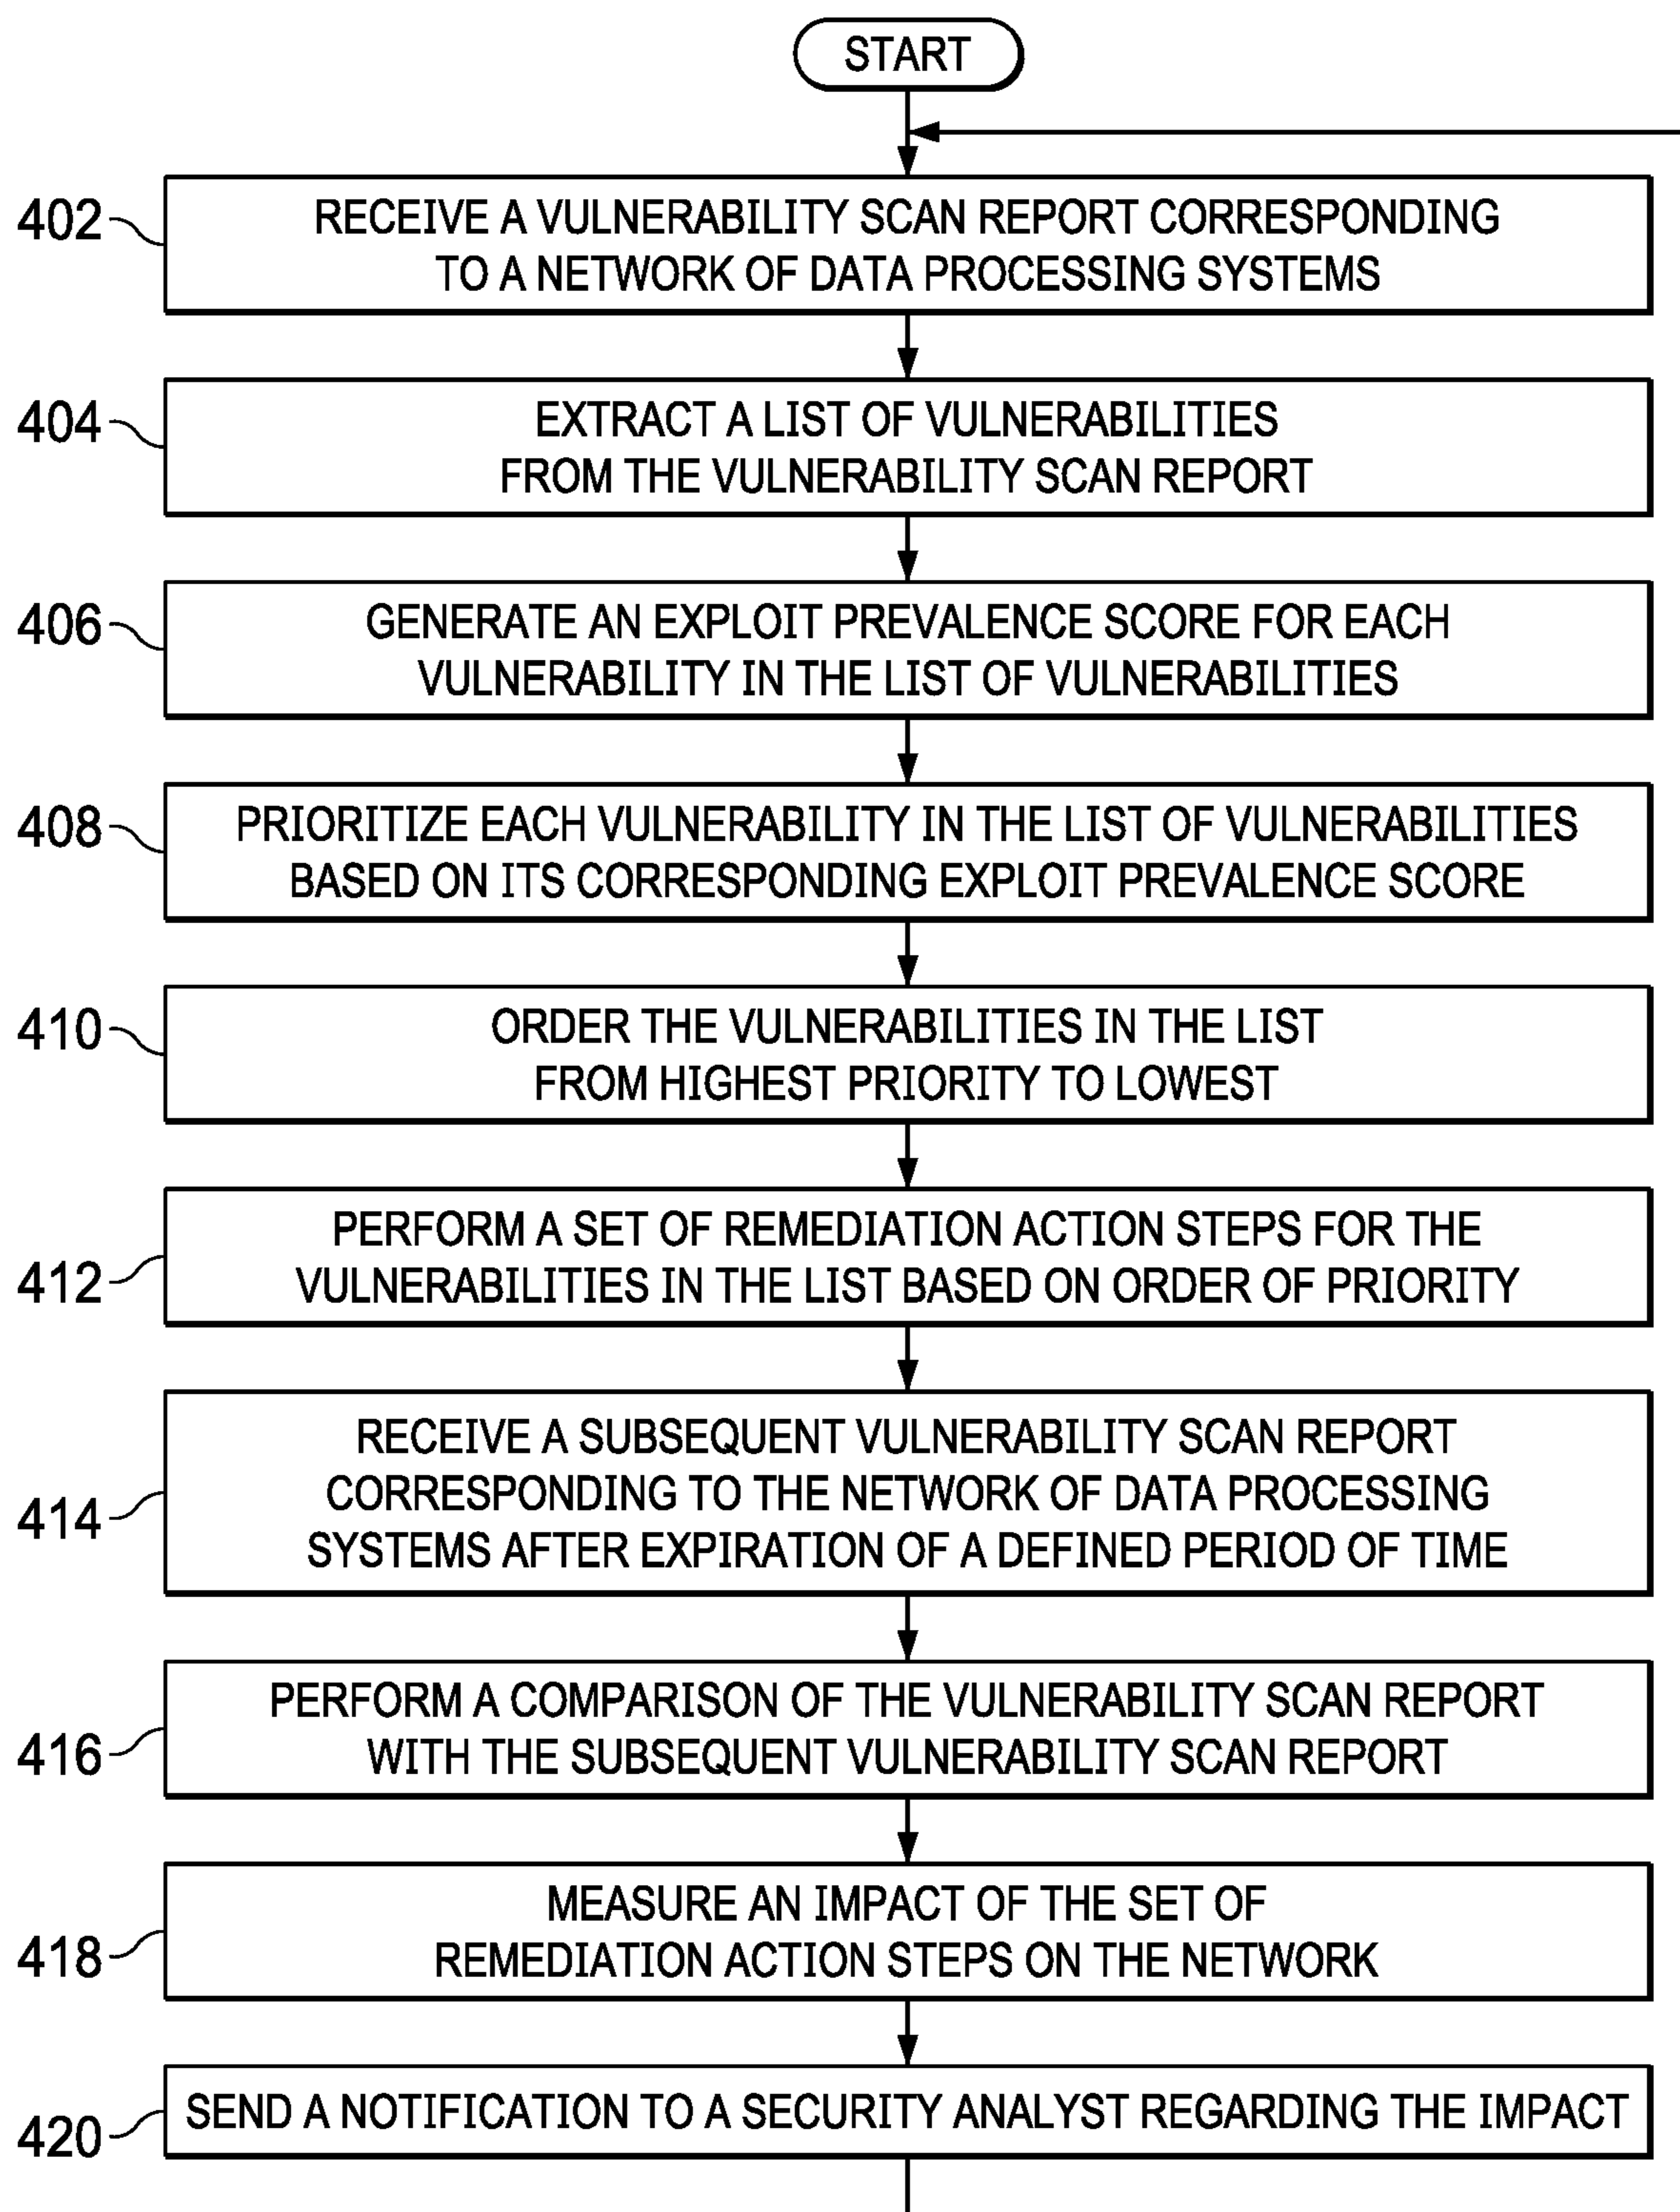 START
402
RECEIVE A VULNERABILITY SCAN REPORT CORRESPONDING
TO A NETWORK OF DATA PROCESSING SYSTEMS
404
EXTRACT A LIST OF VULNERABILITIES
FROM THE VULNERABILITY SCAN REPORT
406
GENERATE AN EXPLOIT PREVALENCE SCORE FOR EACH
VULNERABILITY IN THE LIST OF VULNERABILITIES
408
PRIORITIZE EACH VULNERABILITY IN THE LIST OF VULNERABILITIES
BASED ON ITS CORRESPONDING EXPLOIT PREVALENCE SCORE
410
ORDER THE VULNERABILITIES IN THE LIST
FROM HIGHEST PRIORITY TO LOWEST
412
PERFORM A SET OF REMEDIATION ACTION STEPS FOR THE
VULNERABILITIES IN THE LIST BASED ON ORDER OF PRIORITY
414
RECEIVE A SUBSEQUENT VULNERABILITY SCAN REPORT
CORRESPONDING TO THE NETWORK OF DATA PROCESSING
SYSTEMS AFTER EXPIRATION OF A DEFINED PERIOD OF TIME
416
PERFORM A COMPARISON OF THE VULNERABILITY SCAN REPORT
WITH THE SUBSEQUENT VULNERABILITY SCAN REPORT
418
MEASURE AN IMPACT OF THE SET OF
REMEDIATION ACTION STEPS ON THE NETWORK
420
SEND A NOTIFICATION TO A SECURITY ANALYST REGARDING THE IMPACT